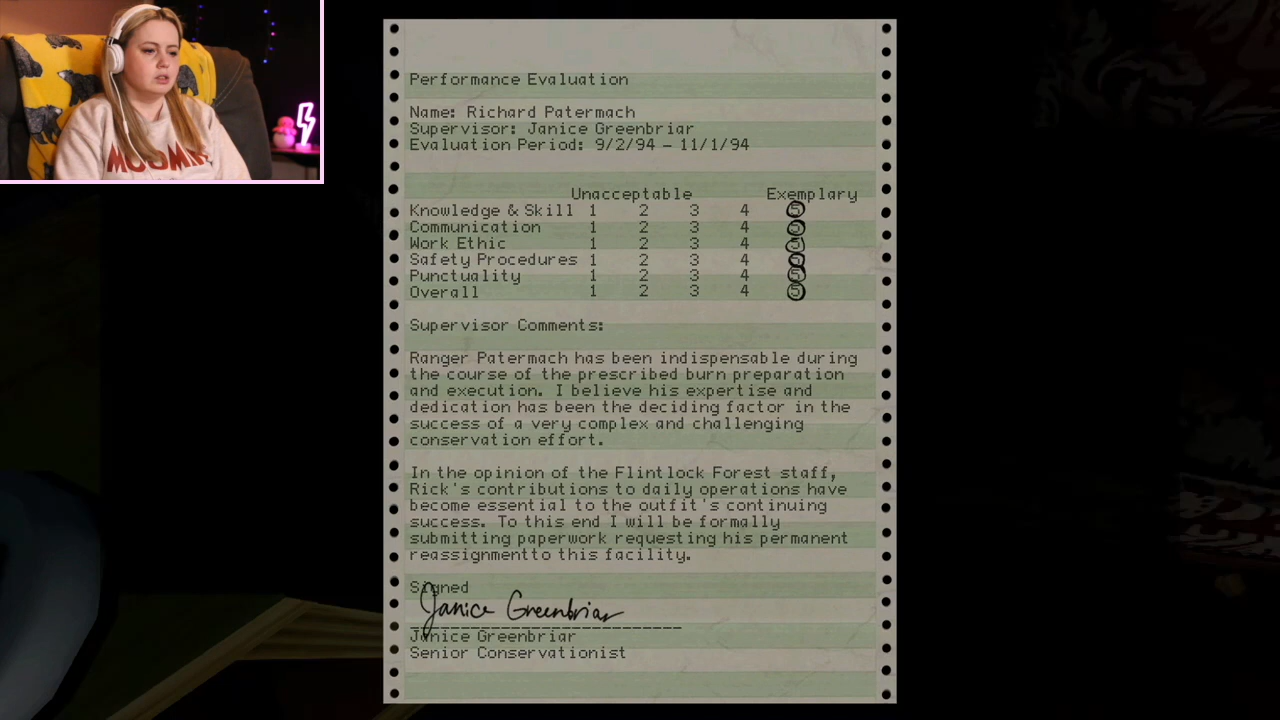 MOOMIN
Performance Evaluation
Name: Richard Patermach
Supervisor: Janice Greenbriar
Evaluation Period: 9/2/94 - 11/1/94
Unacceptable Exemplary
Knowledge & Skill 1 2 3 4 5
Communication 1 2 3 4 5
Work Ethic 1 2 3 4 5
Safety Procedures 1 2 3 4 5
Punctuality 1 2 3 4 5
Overall 1 2 3 4 5
Supervisor Comments:
Ranger Patermach has been indispensable during
the course of the prescribed burn preparation
and execution. I believe his expertise and
dedication has been the deciding factor in the
success of a very complex and challenging
conservation effort.
In the opinion of the Flintlock Forest staff,
Rick's contributions to daily operations have
become essential to the outfit's continuing
success. To this end I will be formally
submitting paperwork requesting his permanent
reassignmentto this facility.
Signed
Janice Greenbriar
Janice Greenbriar
Senior Conservationist